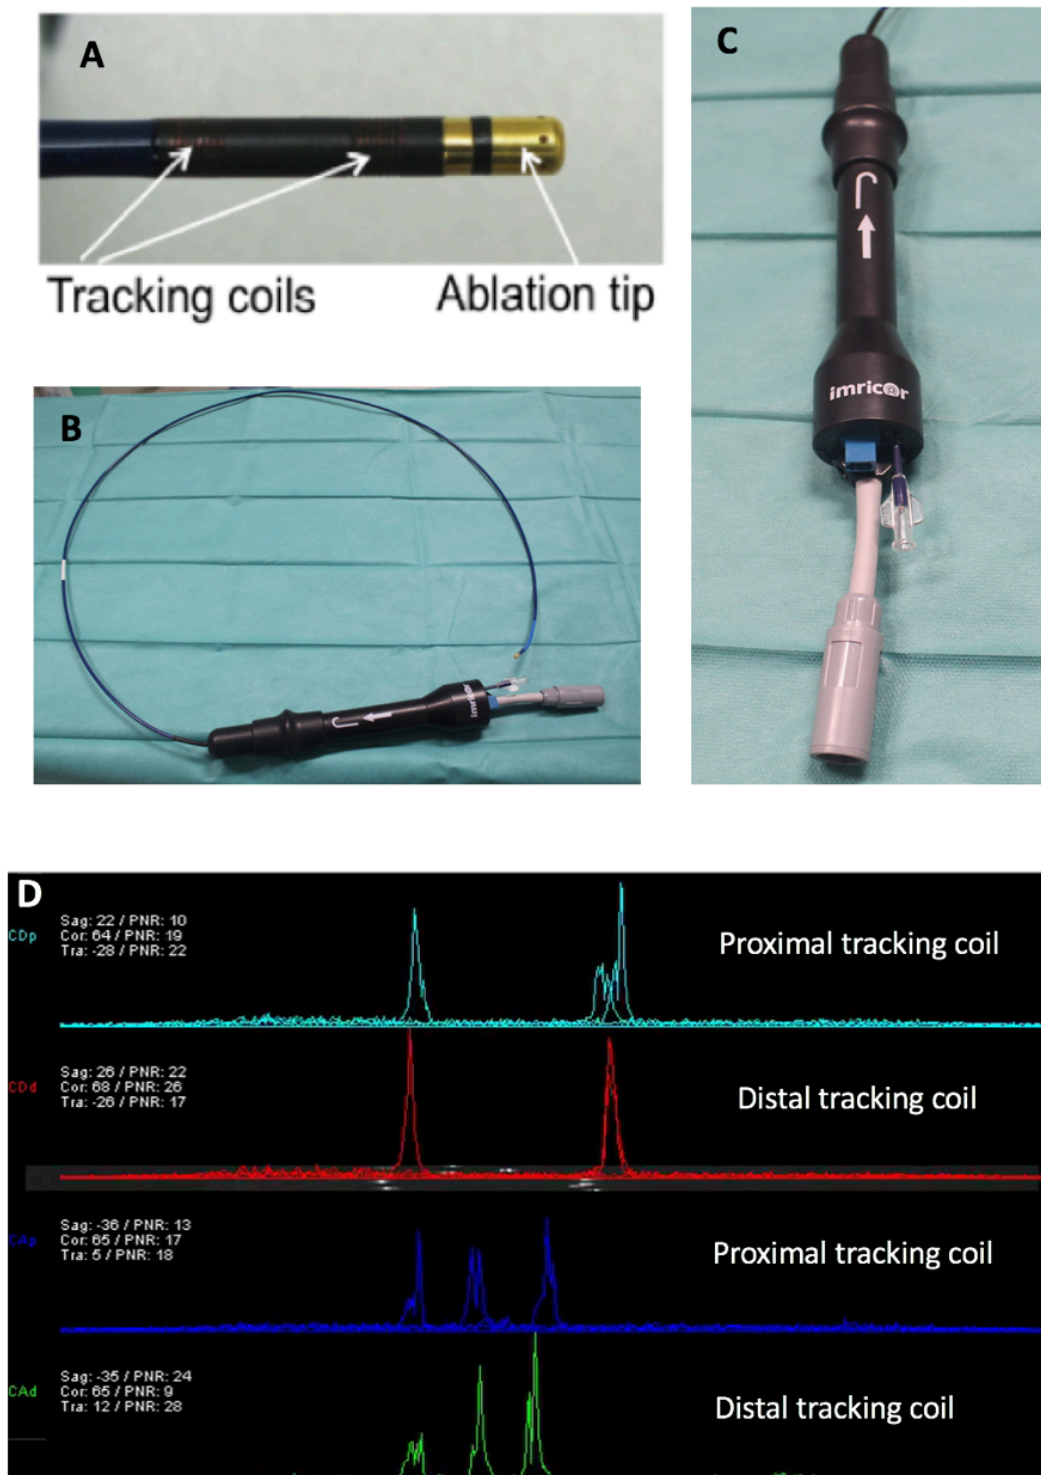 A
Tracking coils
Ablation tip
B
imricor
C
imricor
D
CDp
Sag: 22 / PNR: 10
Cor: 64 / PNR: 19
Tra: -28 / PNR: 22
Proximal tracking coil
CDd
Sag: 26 / PNR: 22
Cor: 68 / PNR: 26
Tra: -26 / PNR: 17
Distal tracking coil
CAp
Sag: -36 / PNR: 13
Cor: 65 / PNR: 17
Tra: 5 / PNR: 18
Proximal tracking coil
CAd
Sag: -35 / PNR: 24
Cor: 65 / PNR: 9
Tra: 12 / PNR: 28
Distal tracking coil